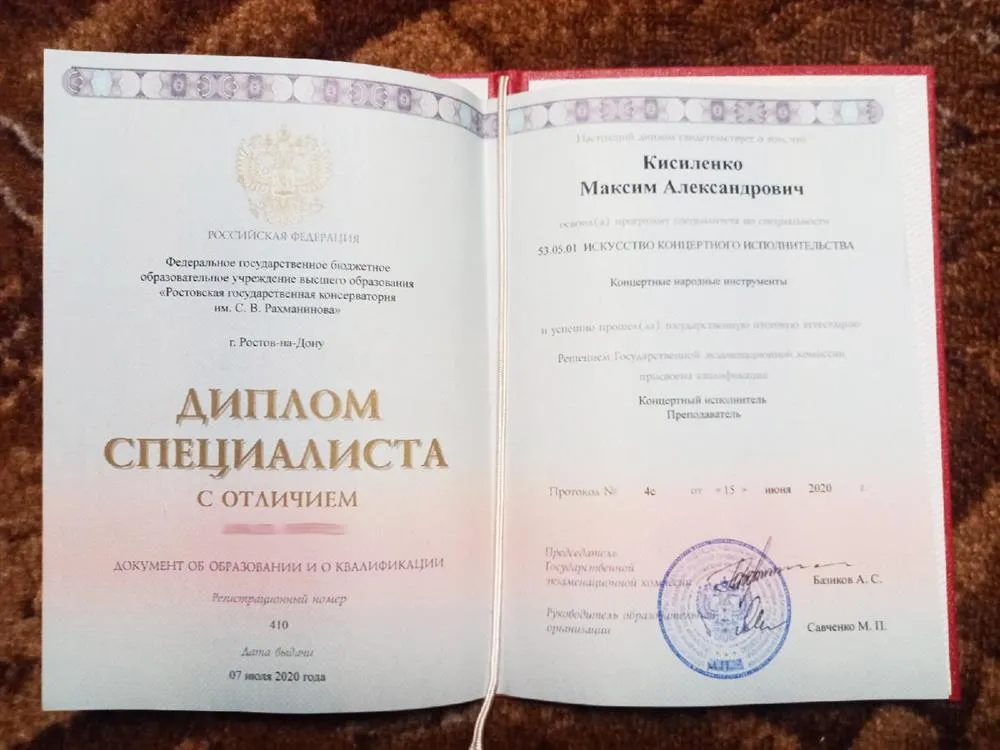 РОССИЙСКАЯ ФЕДЕРАЦИЯ
Федеральное государственное бюджетное
образовательное учреждение высшего образования
«Ростовская государственная консерватория
им. С. В. Рахманинова»
г. Ростов-на-Дону
ДИПЛОМ
СПЕЦИАЛИСТА
С ОТЛИЧИЕМ
ДОКУМЕНТ ОБ ОБРАЗОВАНИИ И О КВАЛИФИКАЦИИ
Регистрационный номер
410
Дата выдачи
07 июля 2020 года
Настоящий диплом свидетельствует о том, что
Кисиленко
Максим Александрович
освоил(а) программу специалитета по специальности
53.05.01 ИСКУССТВО КОНЦЕРТНОГО ИСПОЛНИТЕЛЬСТВА
Концертные народные инструменты
и успешно прошел(ла) государственную итоговую аттестацию
Решением Государственной экзаменационной комиссии
присвоена квалификация
Концертный исполнитель
Преподаватель
Протокол № 4с от «15» июня 2020 г.
Председатель
Государственной
экзаменационной комиссии
Базиков А. С.
Руководитель образовательной
организации
Савченко М. П.
М.П.